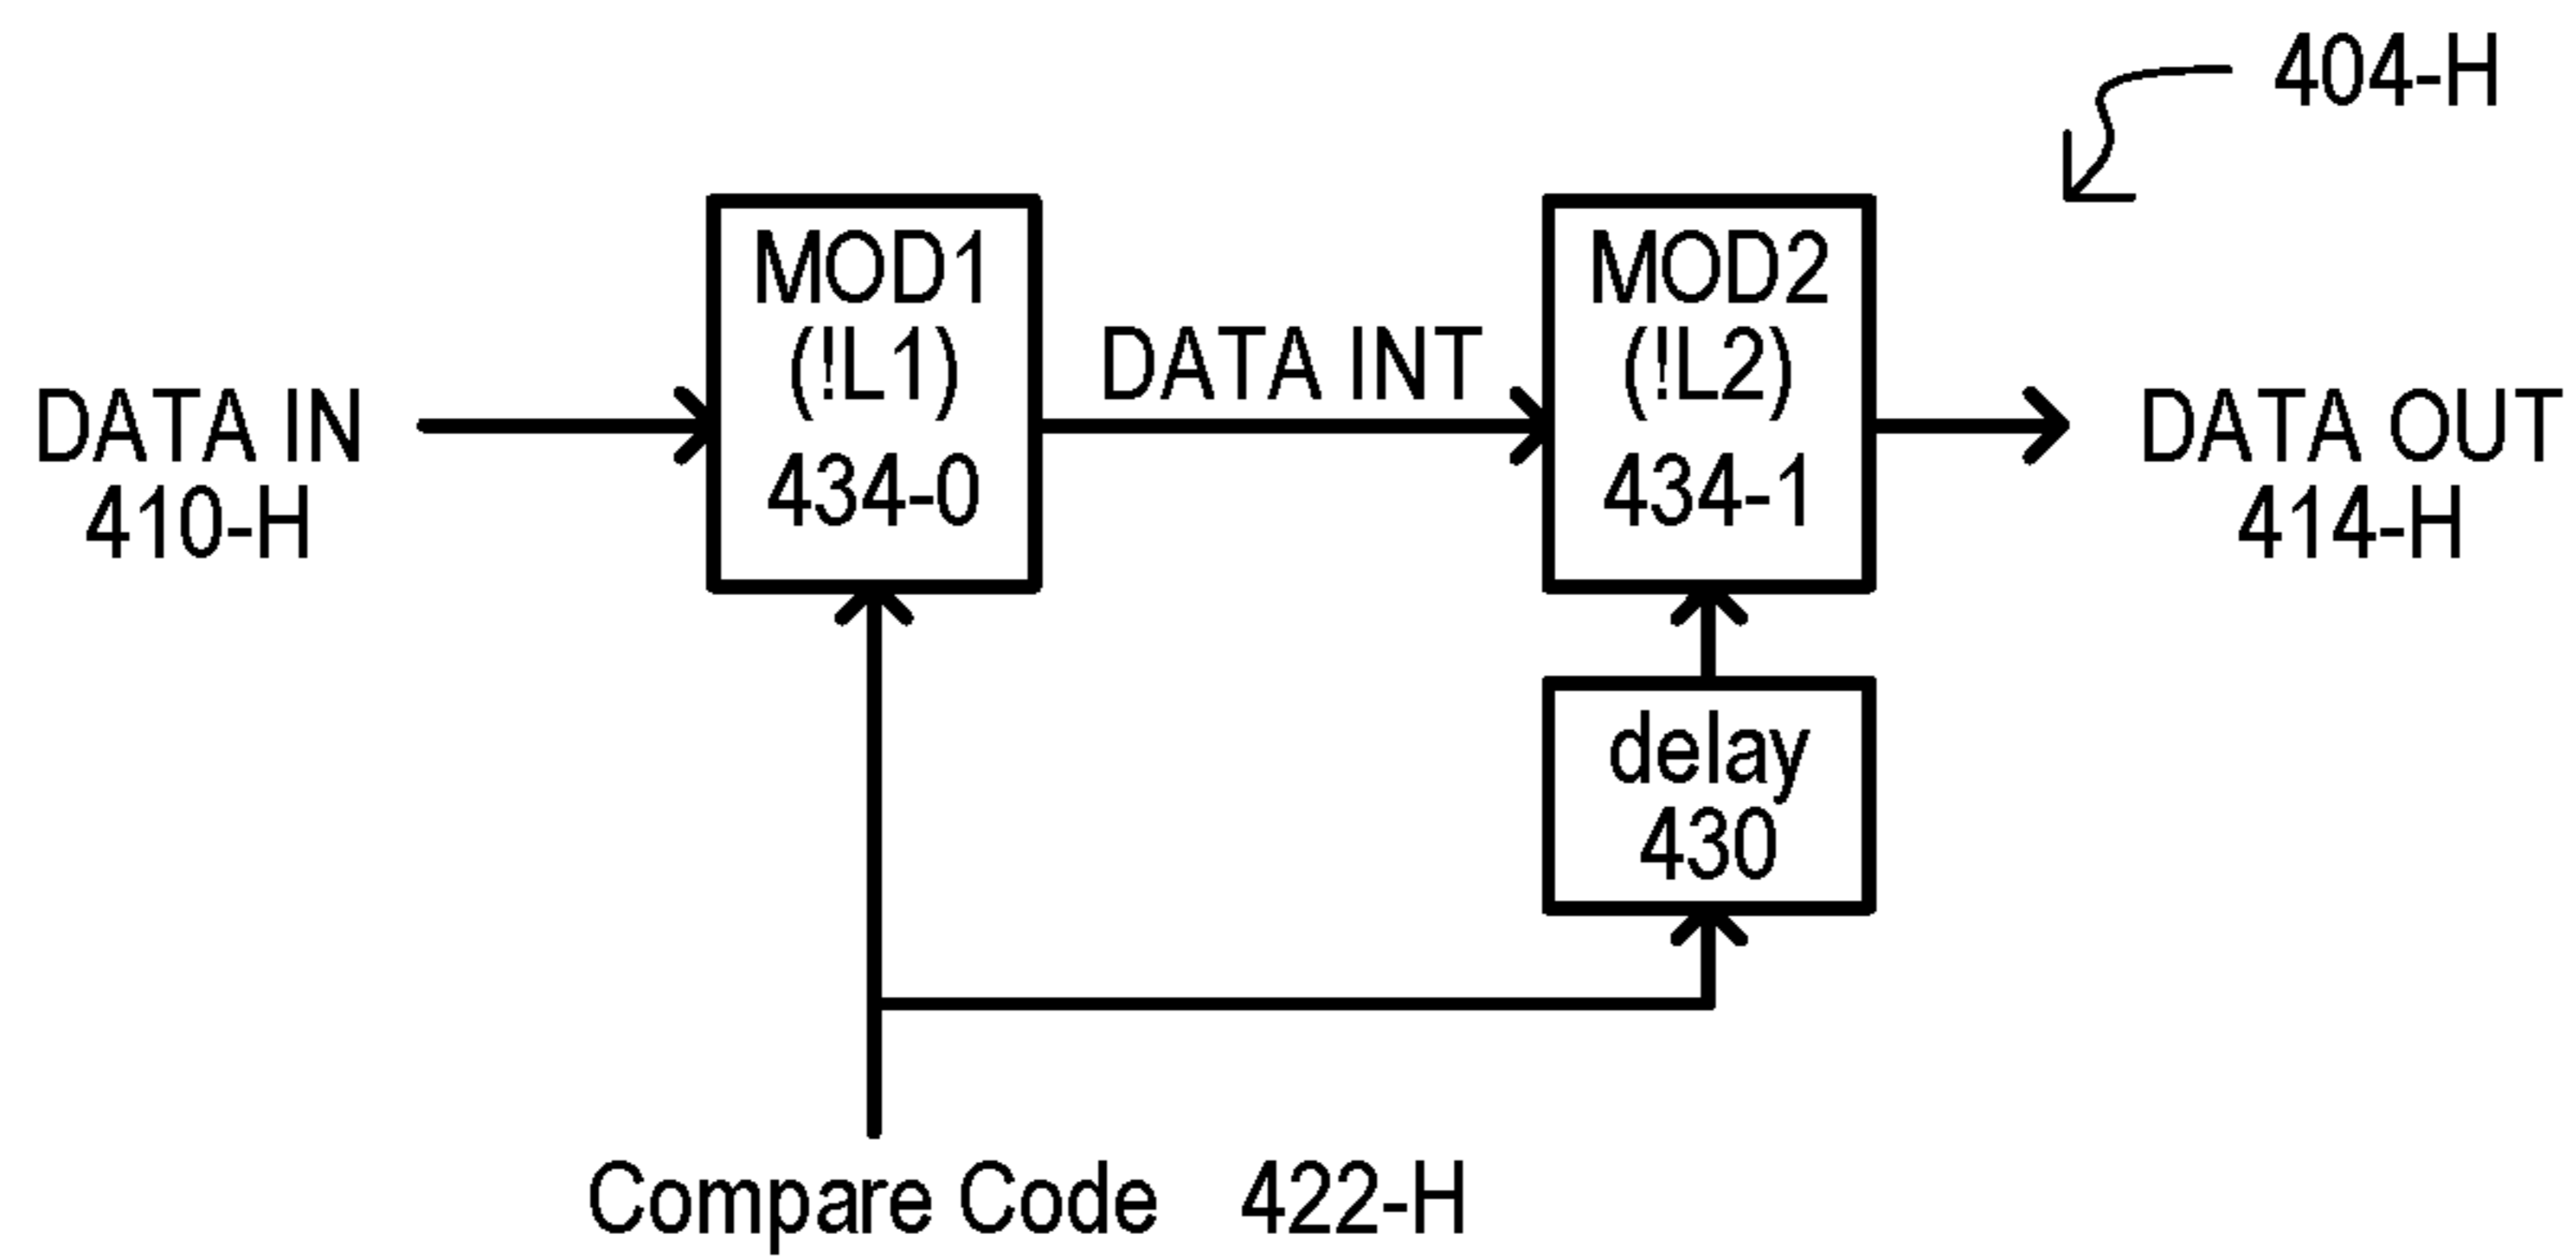 404-H
MOD1
(!L1)
434-0
DATA INT
MOD2
(!L2)
434-1
DATA IN
410-H
DATA OUT
414-H
delay
430
Compare Code 422-H